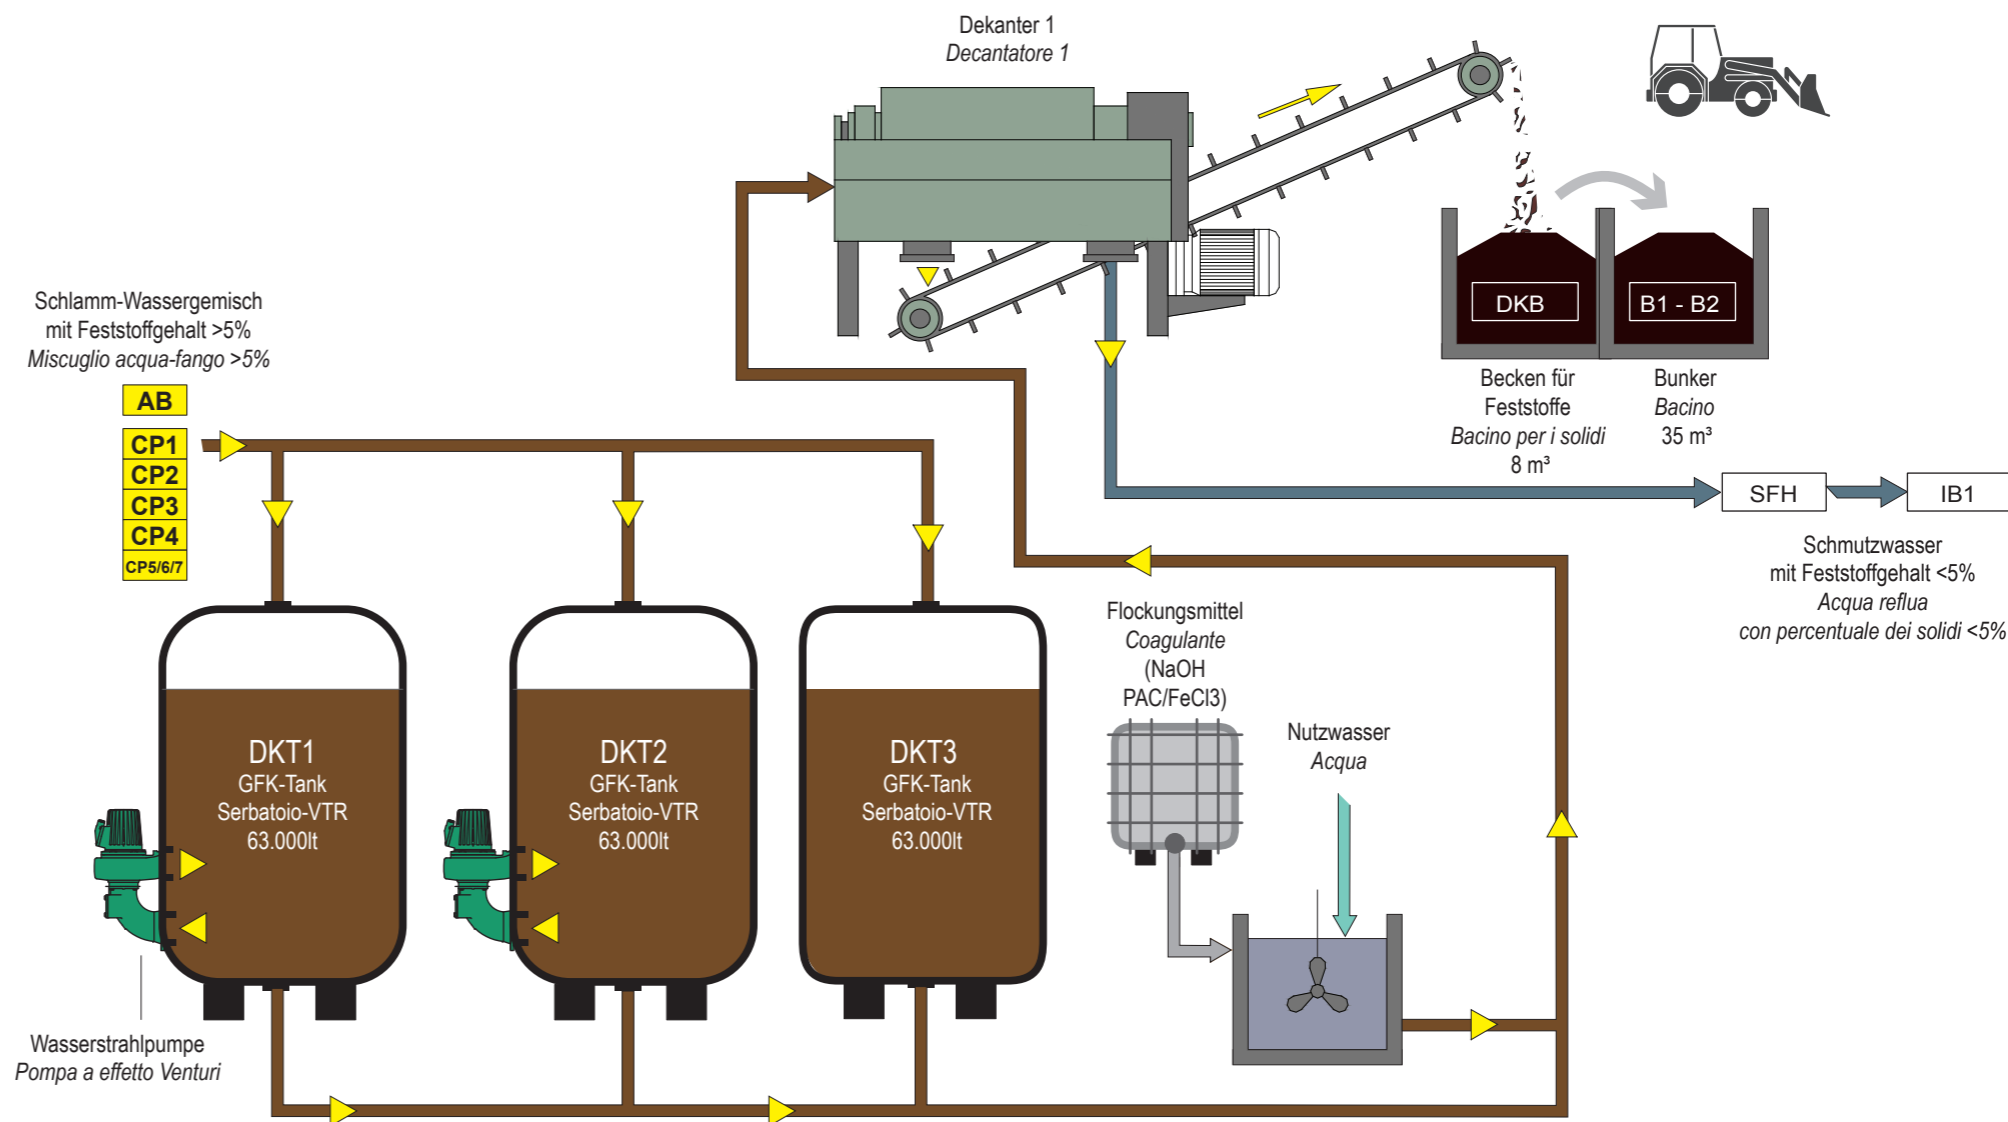 Dekanter 1
Decantatore 1
Schlamm-Wassergemisch
mit Feststoffgehalt >5%
Miscuglio acqua-fango >5%
AB
CP1
CP2
CP3
CP4
CP5/6/7
DKB
B1 - B2
Becken für
Feststoffe
Bacino per i solidi
8 m³
Bunker
Bacino
35 m³
SFH
IB1
Schmutzwasser
mit Feststoffgehalt <5%
Acqua reflua
con percentuale dei solidi <5%
Flockungsmittel
Coagulante
(NaOH
PAC/FeCl3)
Nutzwasser
Acqua
DKT1
GFK-Tank
Serbatoio-VTR
63.000lt
DKT2
GFK-Tank
Serbatoio-VTR
63.000lt
DKT3
GFK-Tank
Serbatoio-VTR
63.000lt
Wasserstrahlpumpe
Pompa a effetto Venturi